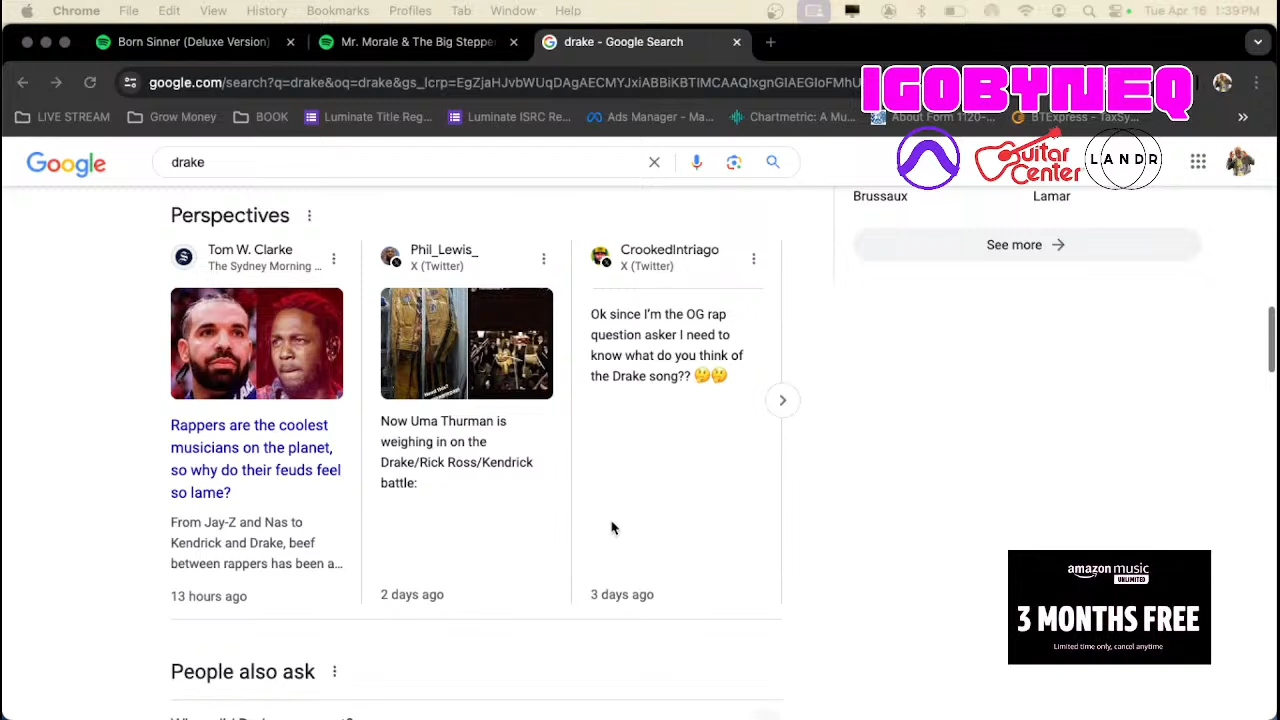 Chrome File Edit View History Bookmarks Profiles Tab Window Help Tue Apr 16 1:39 PM
Born Sinner (Deluxe Version) Mr. Morale & The Big Steppe drake - Google Search
google.com/search?q=drake&oq=drake&gs_lcrp=
IGOBYNEQ
LIVE STREAM Grow Money BOOK Luminate Title Reg... Luminate ISRC Re... Ads Manager - Ma... Chartmetric: A Mu... About Form 1120-... BTExpress - TaxSy...
Google drake
Guitar
Center
LANDR
Brussaux Lamar
See more
Perspectives
Tom W. Clarke
The Sydney Morning ...
Rappers are the coolest
musicians on the planet,
so why do their feuds feel
so lame?
From Jay-Z and Nas to
Kendrick and Drake, beef
between rappers has been a...
13 hours ago
Phil_Lewis_
X (Twitter)
Now Uma Thurman is
weighing in on the
Drake/Rick Ross/Kendrick
battle:
2 days ago
CrookedIntriago
X (Twitter)
Ok since I'm the OG rap
question asker I need to
know what do you think of
the Drake song?? 🤔🤔
3 days ago
amazon music
UNLIMITED
3 MONTHS FREE
Limited time only, cancel anytime
People also ask